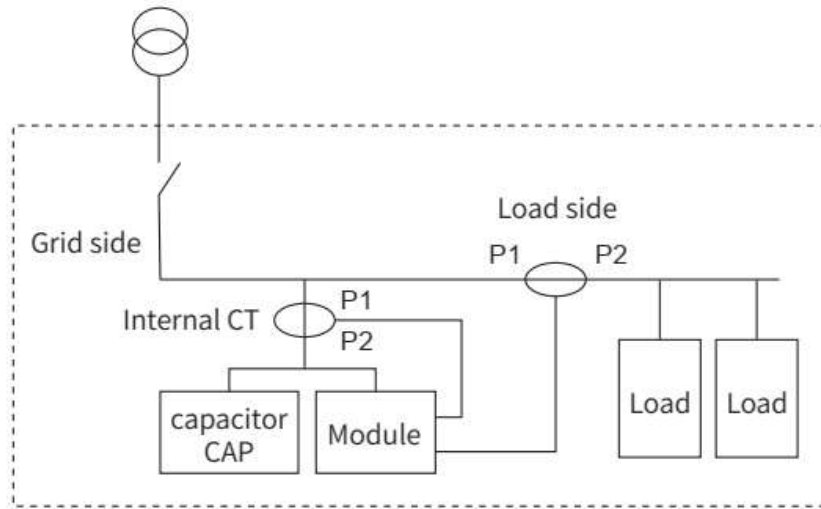 Load side
Grid side
P1
P2
Internal CT
P1
P2
capacitor
CAP
Module
Load
Load